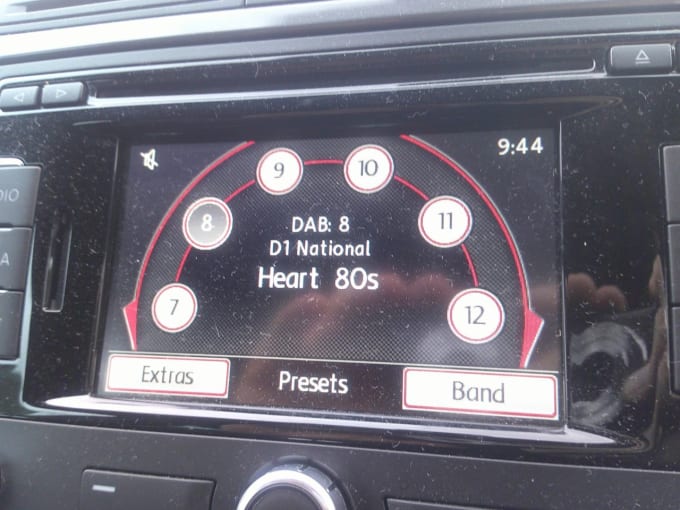 9:44
9 10
8 11
DAB: 8
D1 National
Heart 80s
7 12
Extras Presets Band